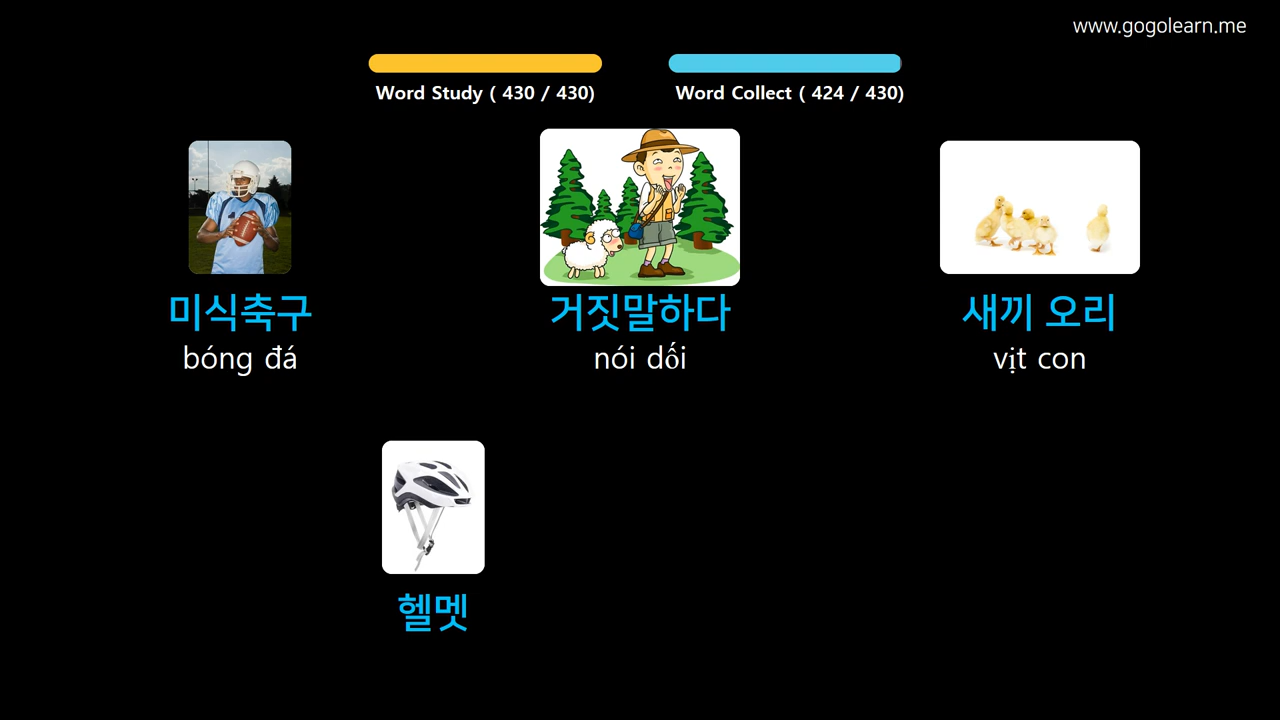 www.gogolearn.me
Word Study ( 430 / 430)
Word Collect ( 424 / 430)
미식축구
bóng đá
거짓말하다
nói dối
새끼 오리
vịt con
헬멧